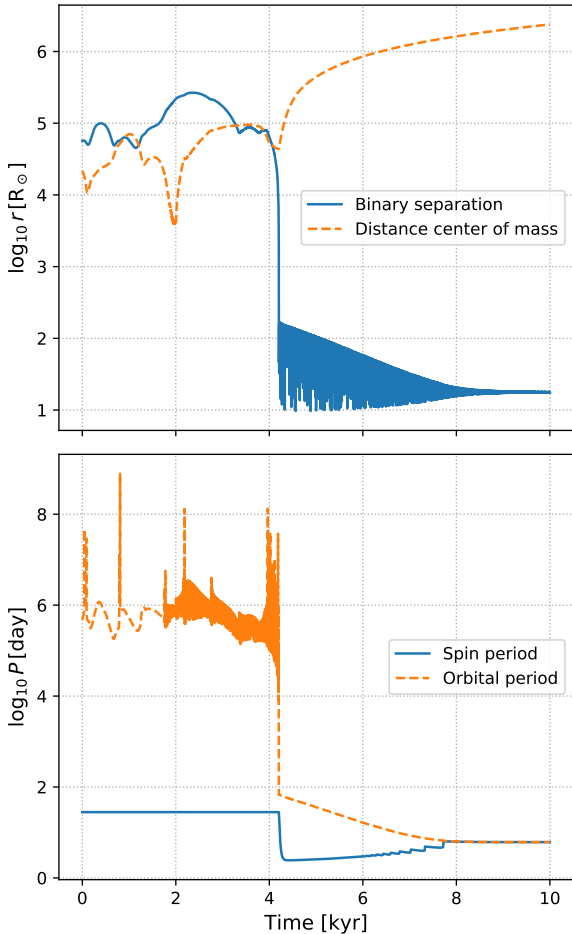 log₁₀ r [R⊙]
6
5
4
3
2
1
Binary separation
Distance center of mass
log₁₀ P [day]
8
6
4
2
0
Spin period
Orbital period
0 2 4 6 8 10
Time [kyr]